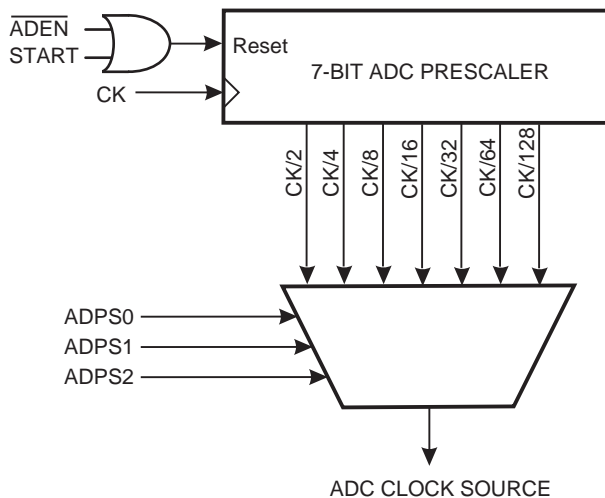 ADEN
START
Reset
7-BIT ADC PRESCALER
CK
CK/2
CK/4
CK/8
CK/16
CK/32
CK/64
CK/128
ADPS0
ADPS1
ADPS2
ADC CLOCK SOURCE